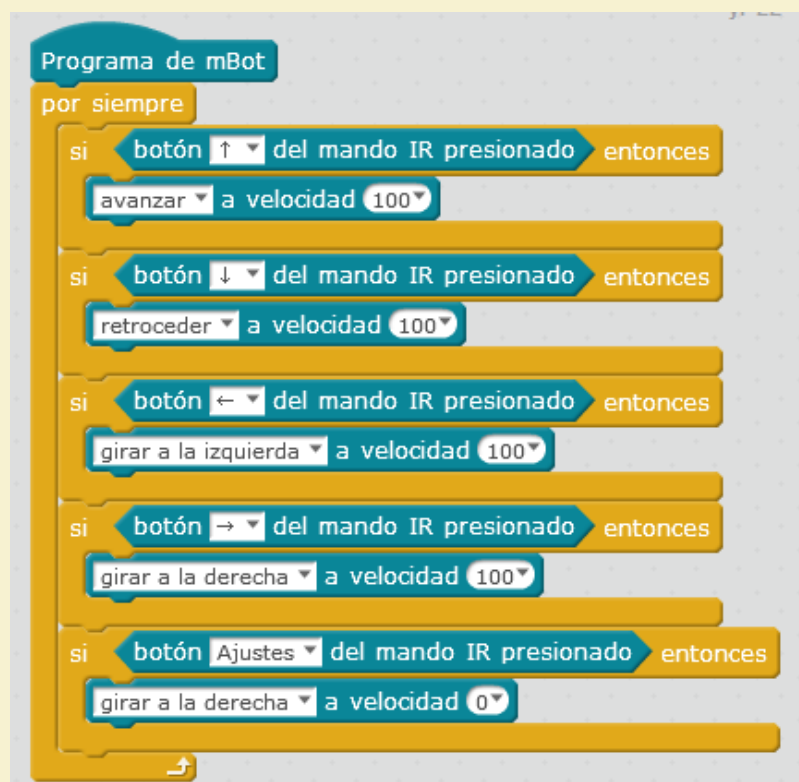 Programa de mBot
por siempre
si botón ↑ del mando IR presionado entonces
avanzar a velocidad 100
si botón ↓ del mando IR presionado entonces
retroceder a velocidad 100
si botón ← del mando IR presionado entonces
girar a la izquierda a velocidad 100
si botón → del mando IR presionado entonces
girar a la derecha a velocidad 100
si botón Ajustes del mando IR presionado entonces
girar a la derecha a velocidad 0